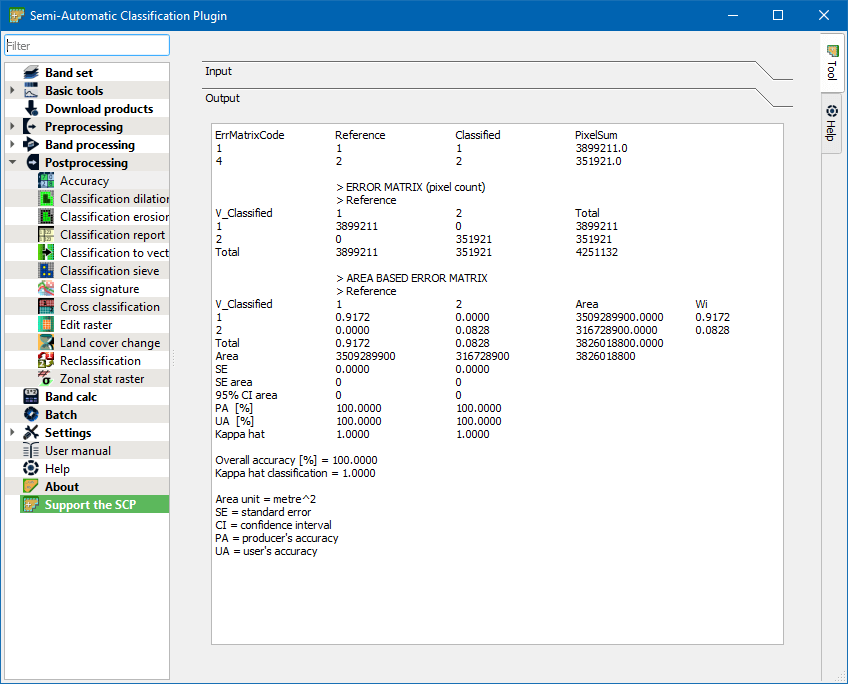 Semi-Automatic Classification Plugin
Filter
Band set
Basic tools
Download products
Preprocessing
Band processing
Postprocessing
Accuracy
Classification dilation
Classification erosion
Classification report
Classification to vect
Classification sieve
Class signature
Cross classification
Edit raster
Land cover change
Reclassification
Zonal stat raster
Band calc
Batch
Settings
User manual
Help
About
Support the SCP
Input
Output
ErrMatrixCode Reference Classified PixelSum
1 1 1 3899211.0
4 2 2 351921.0
> ERROR MATRIX (pixel count)
> Reference
V_Classified 1 2 Total
1 3899211 0 3899211
2 0 351921 351921
Total 3899211 351921 4251132
> AREA BASED ERROR MATRIX
> Reference
V_Classified 1 2 Area Wi
1 0.9172 0.0000 3509289900.0000 0.9172
2 0.0000 0.0828 316728900.0000 0.0828
Total 0.9172 0.0828 3826018800.0000
Area 3509289900 316728900 3826018800
SE 0.0000 0.0000
SE area 0 0
95% CI area 0 0
PA [%] 100.0000 100.0000
UA [%] 100.0000 100.0000
Kappa hat 1.0000 1.0000
Overall accuracy [%] = 100.0000
Kappa hat classification = 1.0000
Area unit = metre^2
SE = standard error
CI = confidence interval
PA = producer's accuracy
UA = user's accuracy
Tool
Help